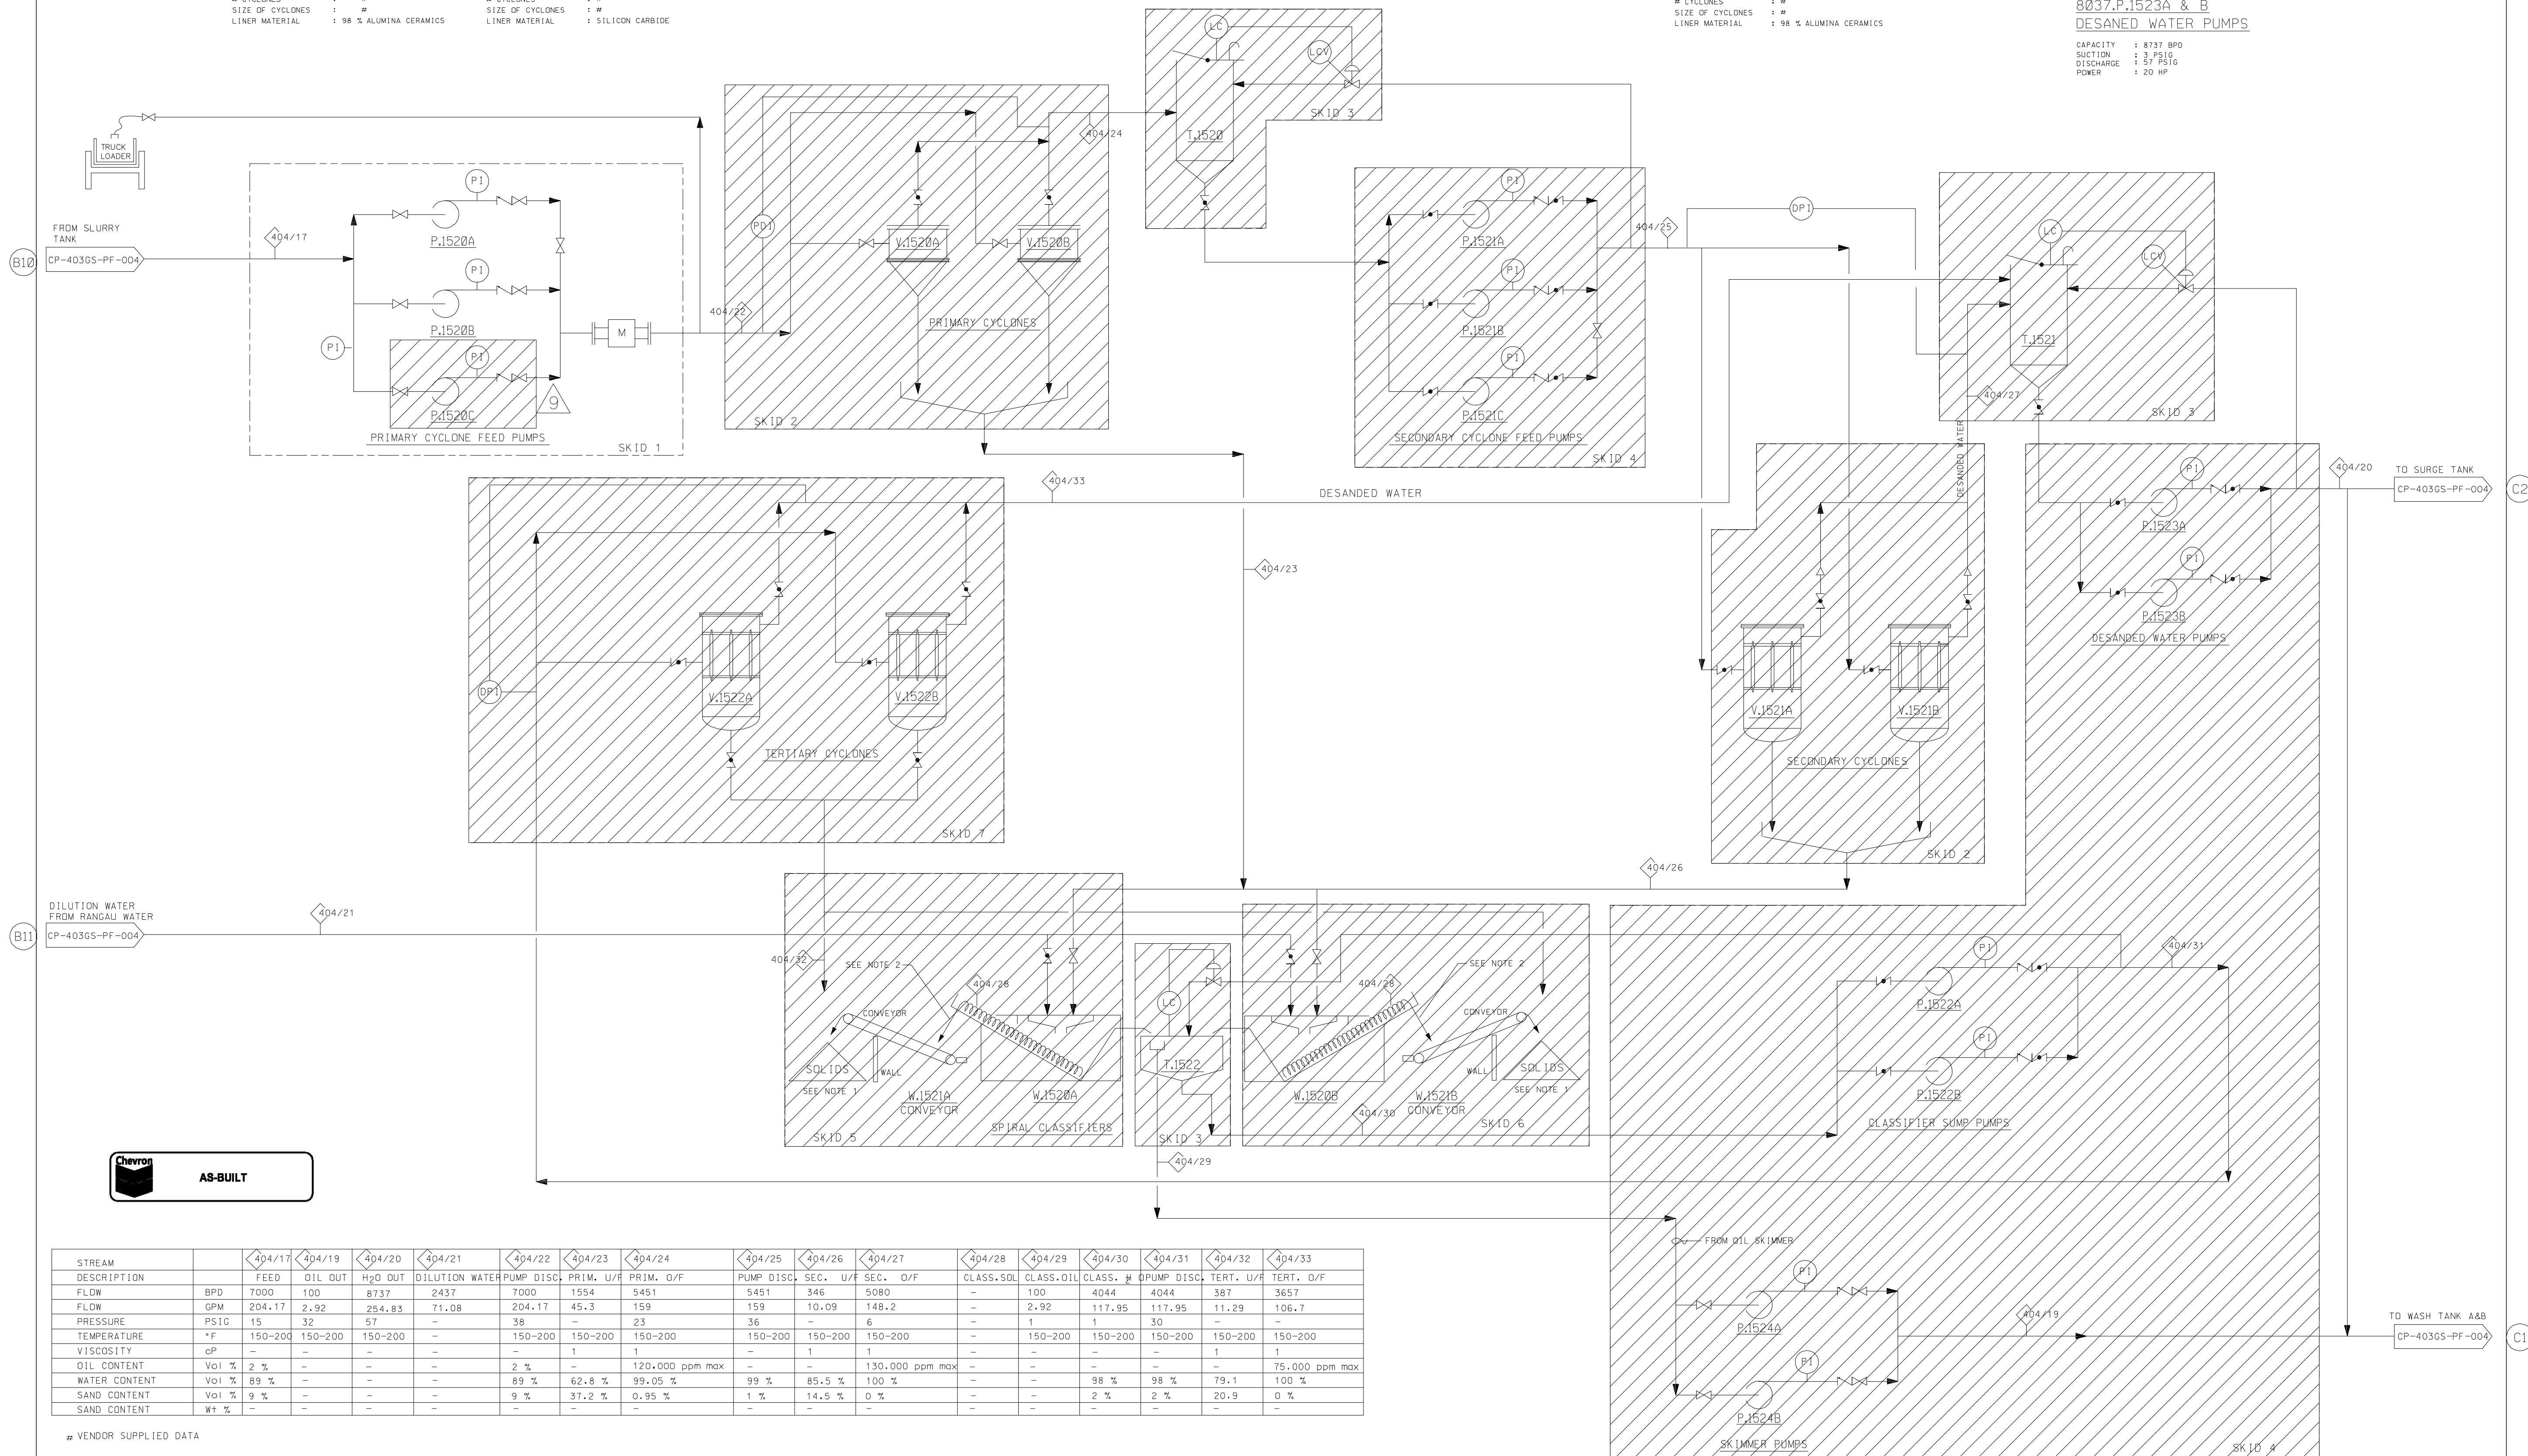 # CYCLONES : #
SIZE OF CYCLONES : #
LINER MATERIAL : 98 % ALUMINA CERAMICS
# CYCLONES : #
SIZE OF CYCLONES : #
LINER MATERIAL : SILICON CARBIDE
# CYCLONES : #
SIZE OF CYCLONES : #
LINER MATERIAL : 98 % ALUMINA CERAMICS
8037.P.1523A & B
DESANED WATER PUMPS
CAPACITY : 8737 BPD
SUCTION : 3 PSIG
DISCHARGE : 57 PSIG
POWER : 20 HP
TRUCK
LOADER
FROM SLURRY
TANK
B10
CP-403GS-PF-004
404/17
PI
P.1520A
PI
P.1520B
PI
PI
P.1520C
9
M
PRIMARY CYCLONE FEED PUMPS
SKID 1
404/22
PDI
V.1520A
V.1520B
PRIMARY CYCLONES
SKID 2
404/24
LC
LCV
T.1520
SKID 3
PI
P.1521A
PI
P.1521B
PI
P.1521C
SECONDARY CYCLONE FEED PUMPS
SKID 4
404/25
DPI
LC
LCV
T.1521
404/27
SKID 3
DESANDED WATER
404/33
DESANDED WATER
404/23
DPI
V.1522A
V.1522B
TERTIARY CYCLONES
SKID 7
V.1521A
V.1521B
SECONDARY CYCLONES
SKID 2
PI
P.1523A
PI
P.1523B
DESANDED WATER PUMPS
404/20
TO SURGE TANK
CP-403GS-PF-004
C2
404/26
DILUTION WATER
FROM RANGAU WATER
B11
CP-403GS-PF-004
404/21
404/32
SEE NOTE 2
404/28
CONVEYOR
SOLIDS
WALL
SEE NOTE 1
W.1521A
CONVEYOR
W.1520A
SPIRAL CLASSIFIERS
SKID 5
LC
T.1522
SKID 3
404/29
SEE NOTE 2
404/28
CONVEYOR
SOLIDS
WALL
SEE NOTE 1
W.1520B
W.1521B
CONVEYOR
404/30
SKID 6
PI
P.1522A
PI
P.1522B
CLASSIFIER SUMP PUMPS
404/31
FROM OIL SKIMMER
PI
P.1524A
PI
P.1524B
SKIMMER PUMPS
SKID 4
404/19
TO WASH TANK A&B
CP-403GS-PF-004
C1
Chevron
AS-BUILT
STREAM 404/17 404/19 404/20 404/21 404/22 404/23 404/24 404/25 404/26 404/27 404/28 404/29 404/30 404/31 404/32 404/33
DESCRIPTION FEED OIL OUT H2O OUT DILUTION WATER PUMP DISC. PRIM. U/F PRIM. O/F PUMP DISC. SEC. U/F SEC. O/F CLASS.SOL CLASS.OIL CLASS. H2O PUMP DISC. TERT. U/F TERT. O/F
FLOW BPD 7000 100 8737 2437 7000 1554 5451 5451 346 5080 - 100 4044 4044 387 3657
FLOW GPM 204.17 2.92 254.83 71.08 204.17 45.3 159 159 10.09 148.2 - 2.92 117.95 117.95 11.29 106.7
PRESSURE PSIG 15 32 57 - 38 - 23 36 - 6 - 1 1 30 - -
TEMPERATURE °F 150-200 150-200 150-200 - 150-200 150-200 150-200 150-200 150-200 150-200 - 150-200 150-200 150-200 150-200 150-200
VISCOSITY cP - - - - - 1 1 - 1 1 - - - - 1 1
OIL CONTENT Vol % 2 % - - - 2 % - 120.000 ppm max - - 130.000 ppm max - - - - - 75.000 ppm max
WATER CONTENT Vol % 89 % - - - 89 % 62.8 % 99.05 % 99 % 85.5 % 100 % - - 98 % 98 % 79.1 100 %
SAND CONTENT Vol % 9 % - - - 9 % 37.2 % 0.95 % 1 % 14.5 % 0 % - - 2 % 2 % 20.9 0 %
SAND CONTENT Wt % - - - - - - - - - - - - - - - -
# VENDOR SUPPLIED DATA